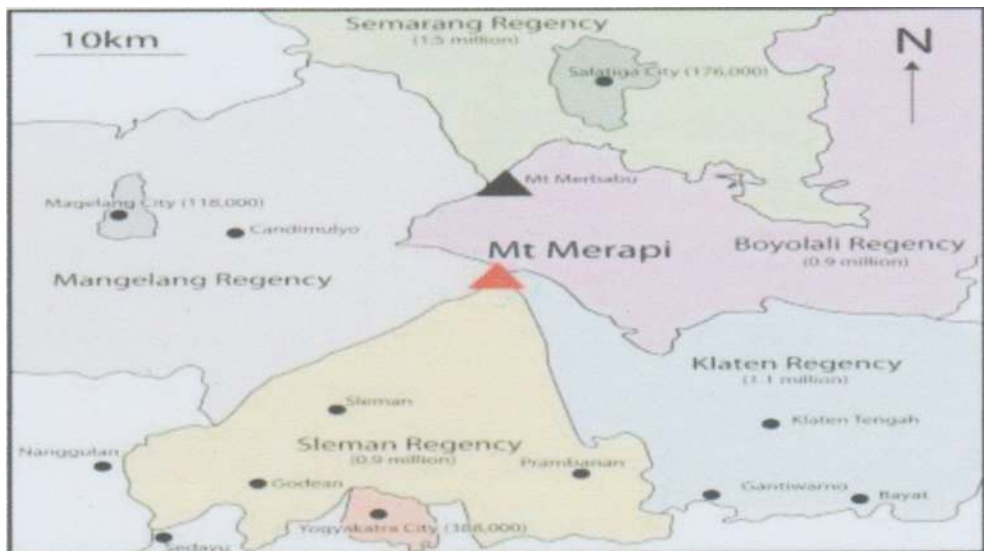 Semarang Regency
(1.5 million)
10km
N
Salatiga City (176,000)
Mt Merbabu
Magelang City (118,000)
Candimulyo
Mt Merapi
Boyolali Regency
(0.9 million)
Mangelang Regency
Klaten Regency
(1.1 million)
Sleman
Klaten Tengah
Sleman Regency
(0.9 million)
Nanggulan
Prambanan
Godean
Gantiwarno
Bayat
Yogyakatra City (388,000)
Sedayu